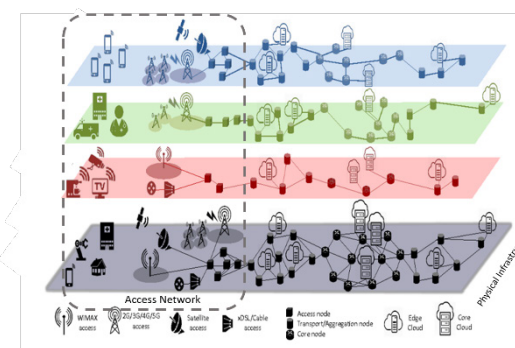 TV
Access Network
Physical Infrastru
WiMAX
access
2G/3G/4G/5G
access
Satellite
access
xDSL/Cable
access
Access node
Transport/Aggregation node
Core node
Edge
Cloud
Core
Cloud